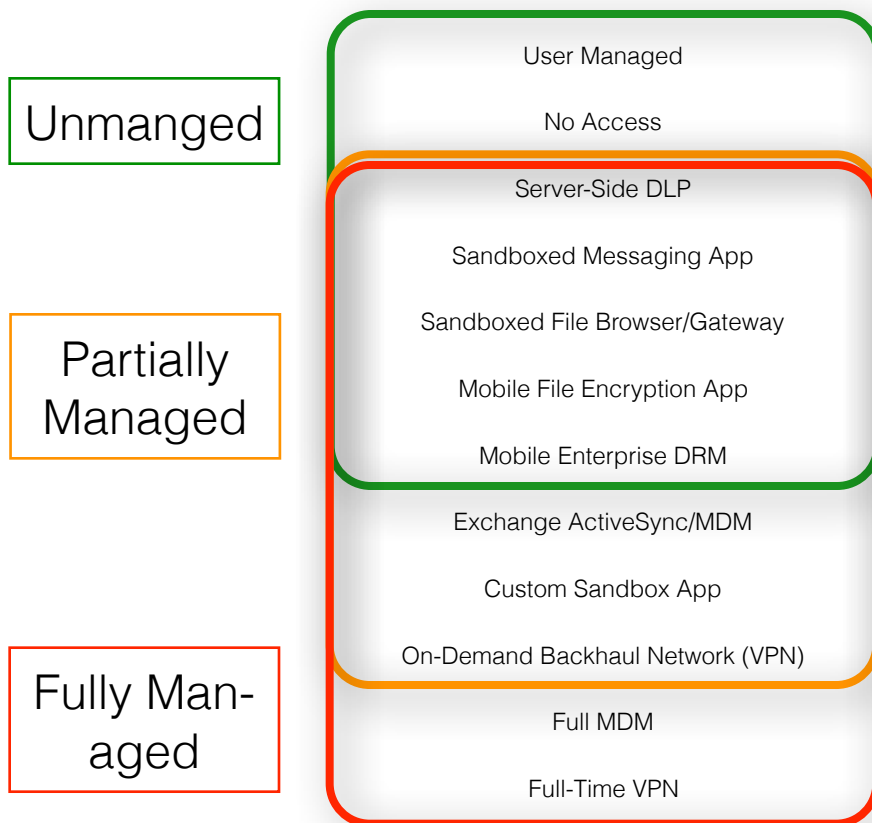 Unmanged
Partially
Managed
Fully Man-
aged
User Managed
No Access
Server-Side DLP
Sandboxed Messaging App
Sandboxed File Browser/Gateway
Mobile File Encryption App
Mobile Enterprise DRM
Exchange ActiveSync/MDM
Custom Sandbox App
On-Demand Backhaul Network (VPN)
Full MDM
Full-Time VPN